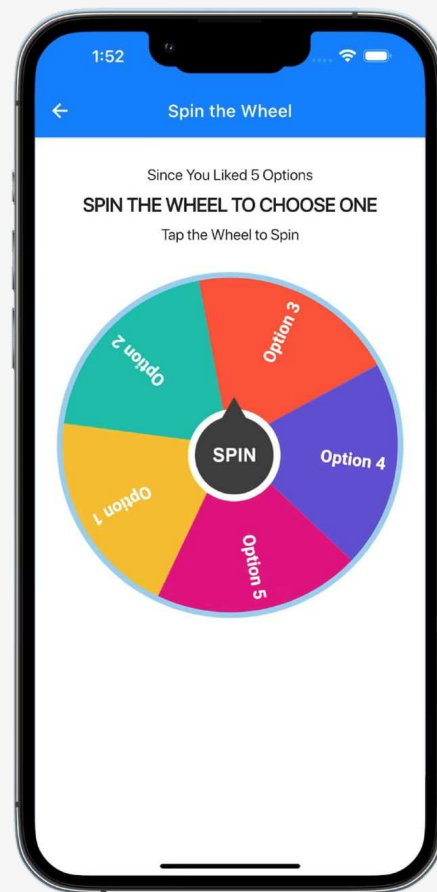 1:52
Spin the Wheel
Since You Liked 5 Options
SPIN THE WHEEL TO CHOOSE ONE
Tap the Wheel to Spin
Option 3
Option 2
Option 4
SPIN
Option 1
Option 5